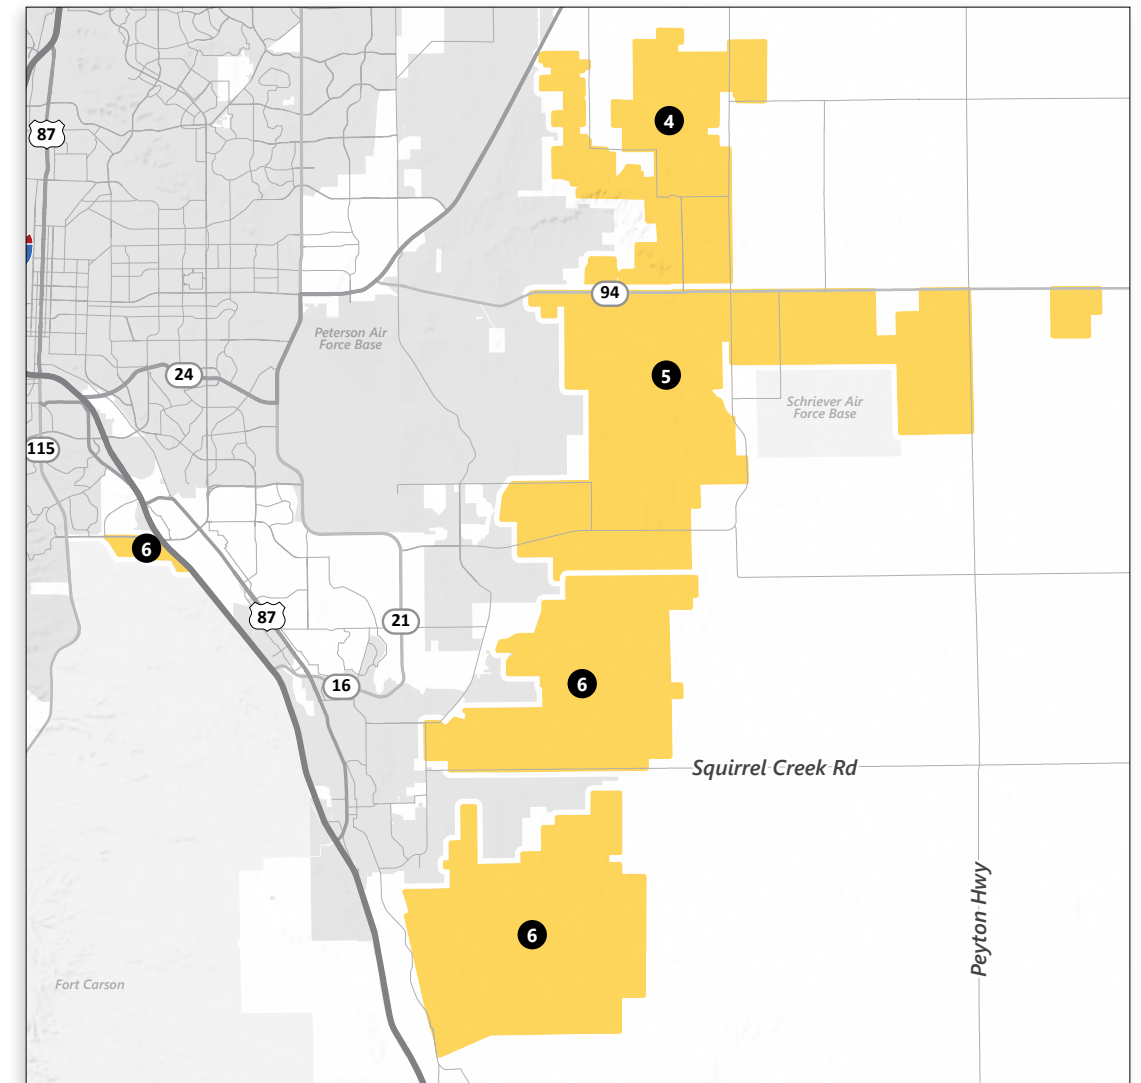 4
87
94
Peterson Air
Force Base
24
5
Schriever Air
Force Base
115
6
87
21
16
6
Squirrel Creek Rd
Peyton Hwy
6
Fort Carson